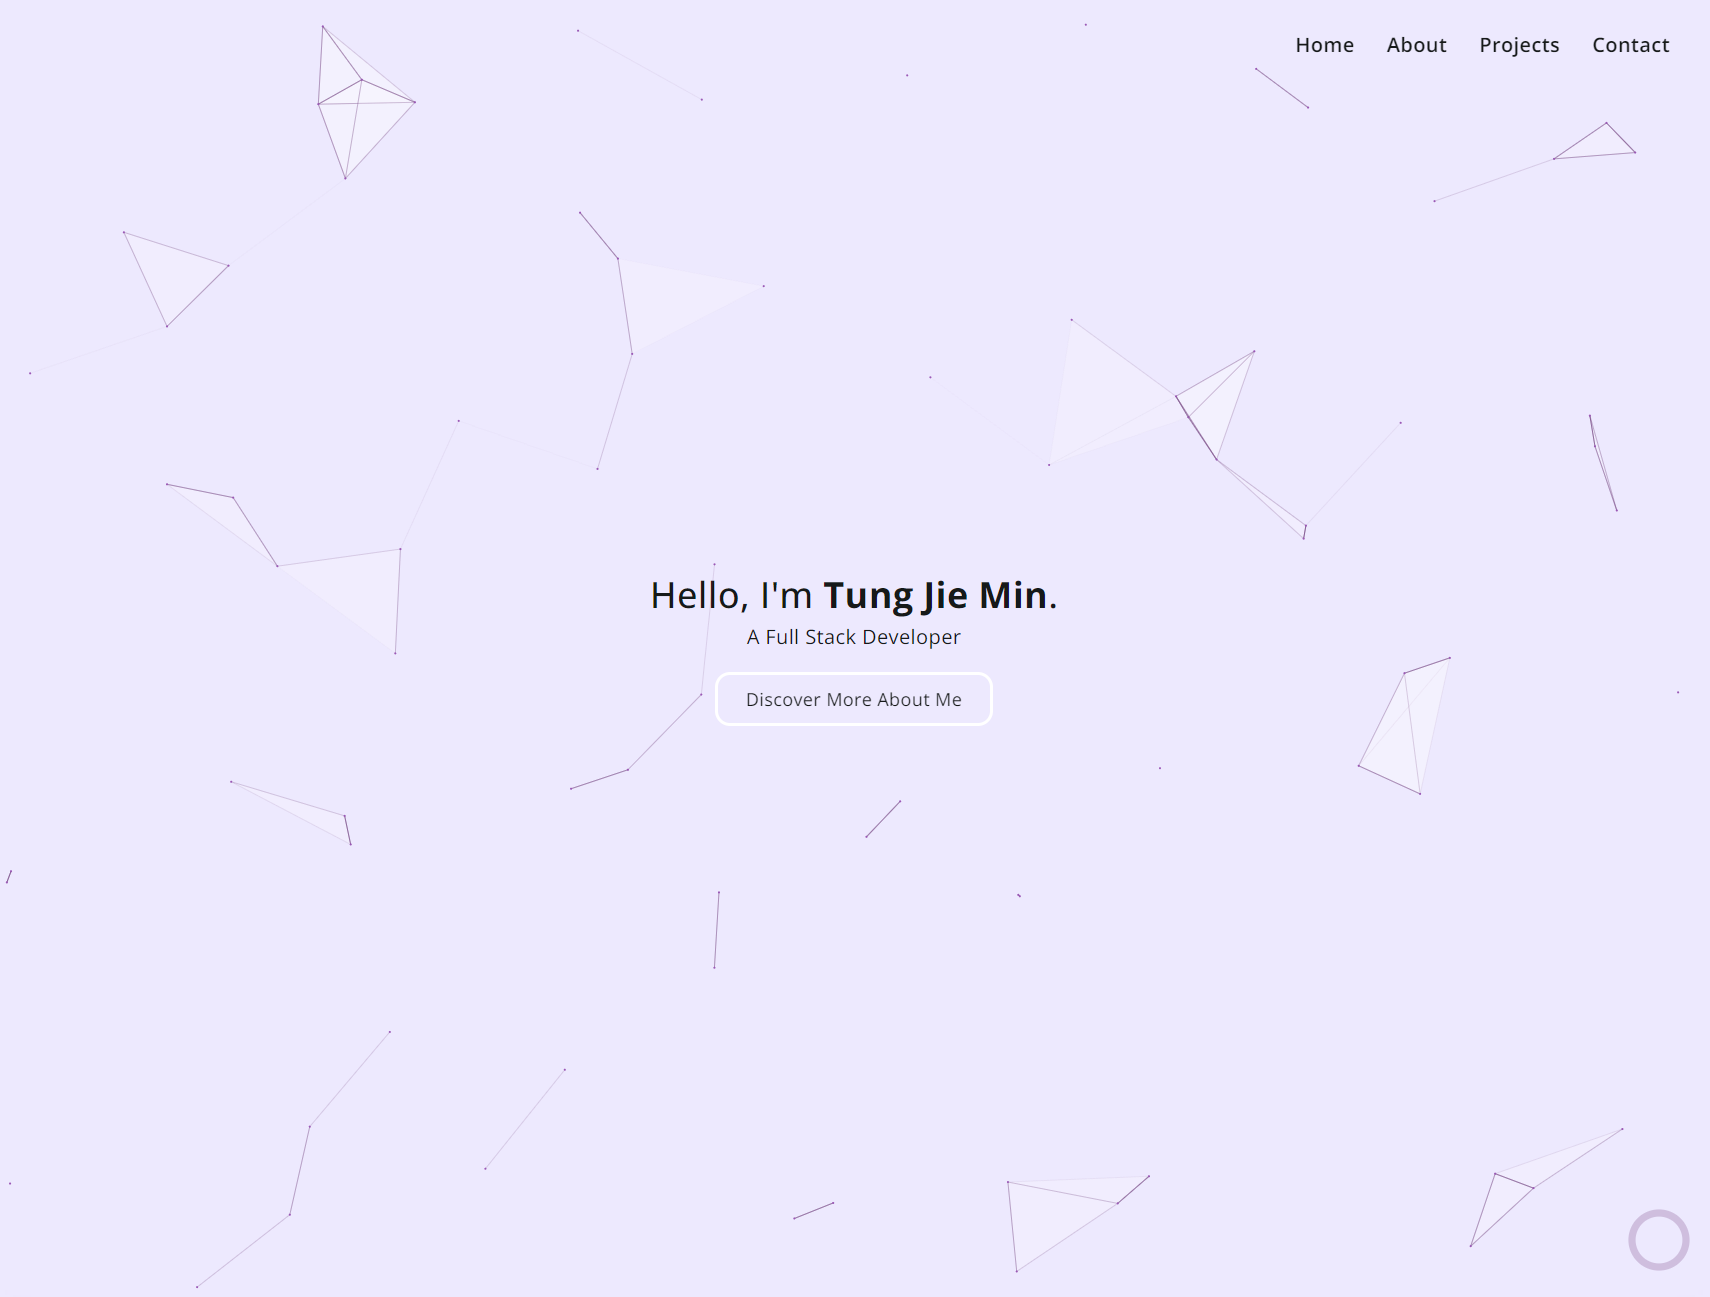 Home About Projects Contact
Hello, I'm Tung Jie Min.
A Full Stack Developer
Discover More About Me